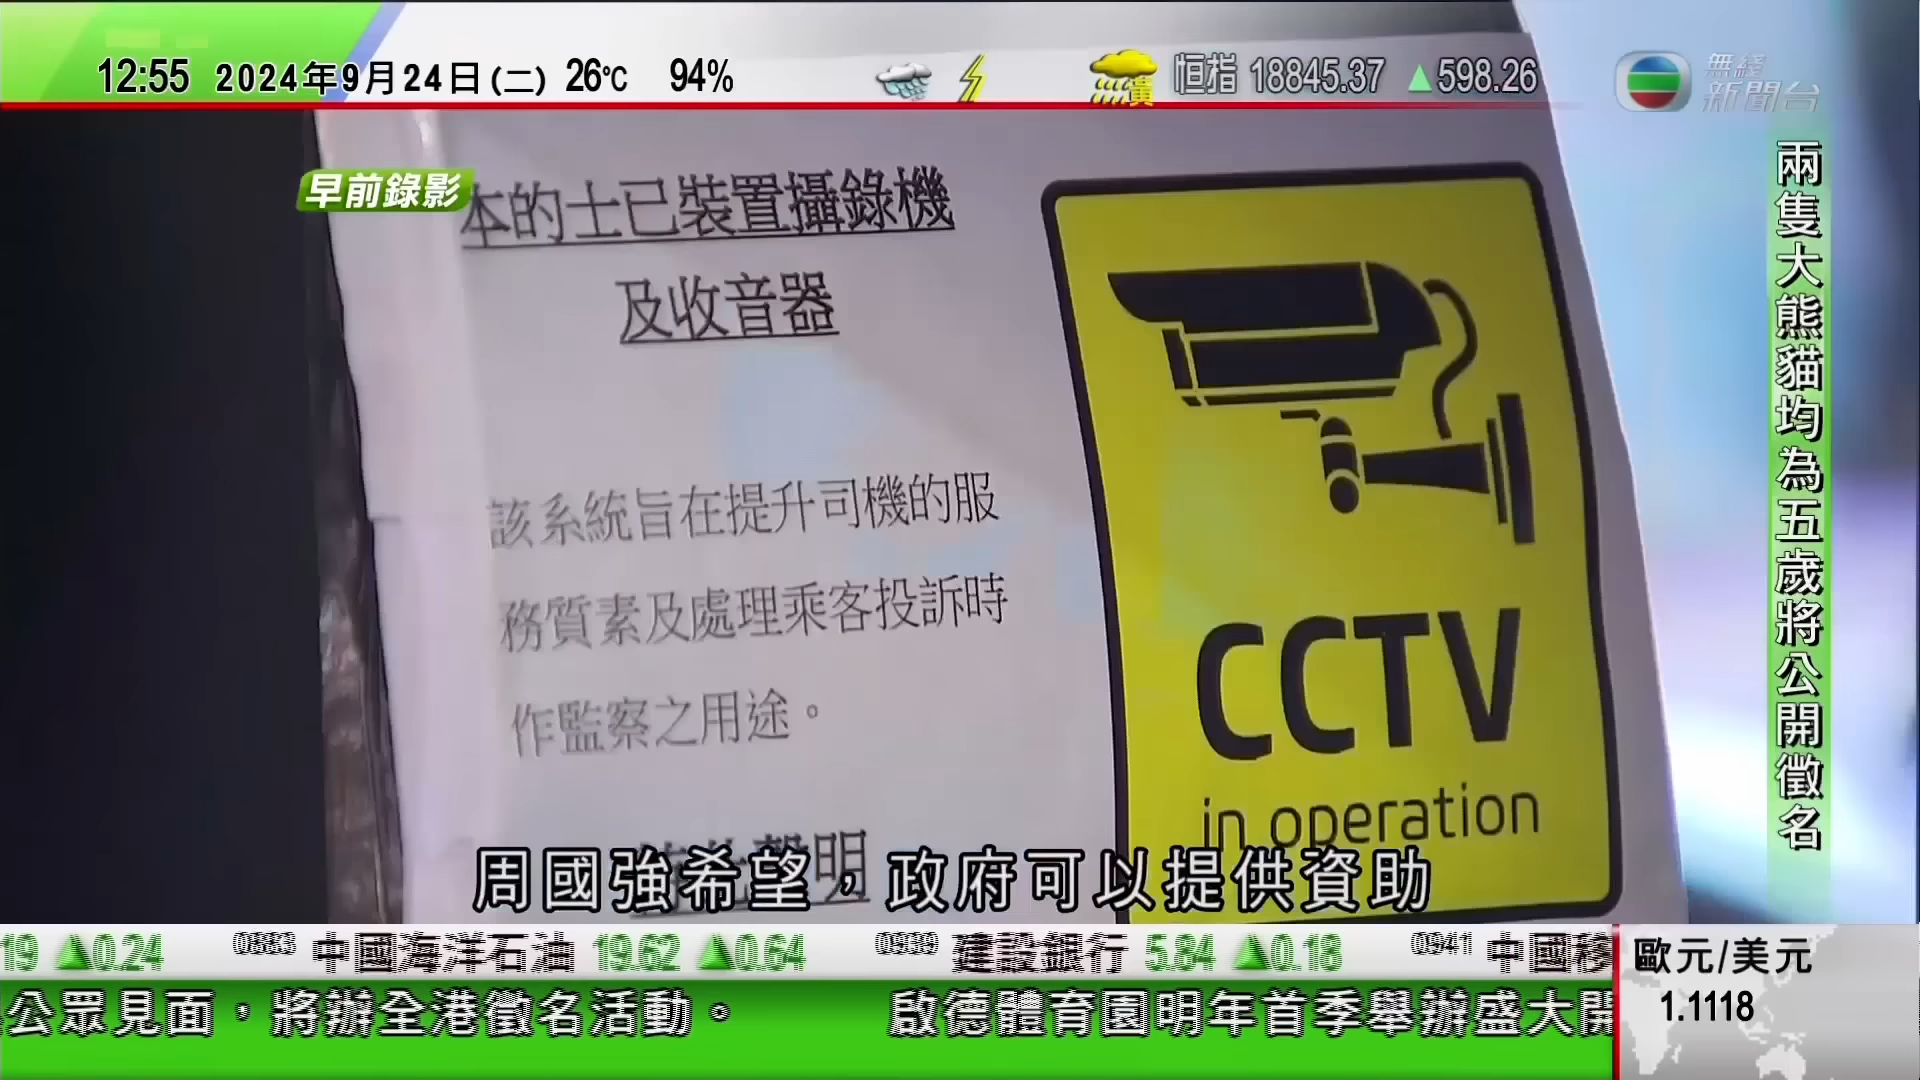 12:55 2024年9月24日(二) 26℃ 94% 恒指 18845.37 ▲598.26
無綫
新聞台
早前錄影
本的士已裝置攝錄機
及收音器
該系統旨在提升司機的服
務質素及處理乘客投訴時
作監察之用途。
聲明
CCTV
in operation
兩隻大熊貓均為五歲將公開徵名
周國強希望，政府可以提供資助
19 ▲0.24 0883 中國海洋石油 19.62 ▲0.64 0939 建設銀行 5.84 ▲0.18 0941 中國移
公眾見面，將辦全港徵名活動。 啟德體育園明年首季舉辦盛大開
歐元/美元
1.1118